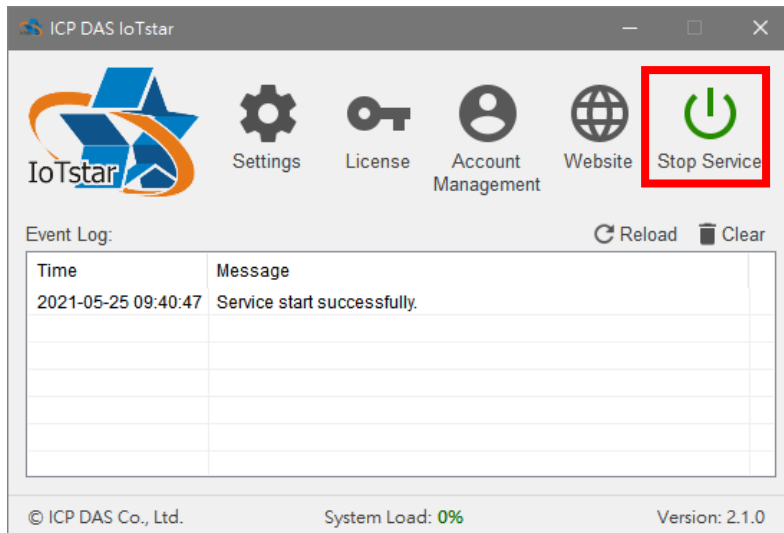 ICP DAS IoTstar
IoTstar
Settings
License
Account
Management
Website
Stop Service
Event Log:
Reload
Clear
Time Message
2021-05-25 09:40:47 Service start successfully.
© ICP DAS Co., Ltd. System Load: 0% Version: 2.1.0